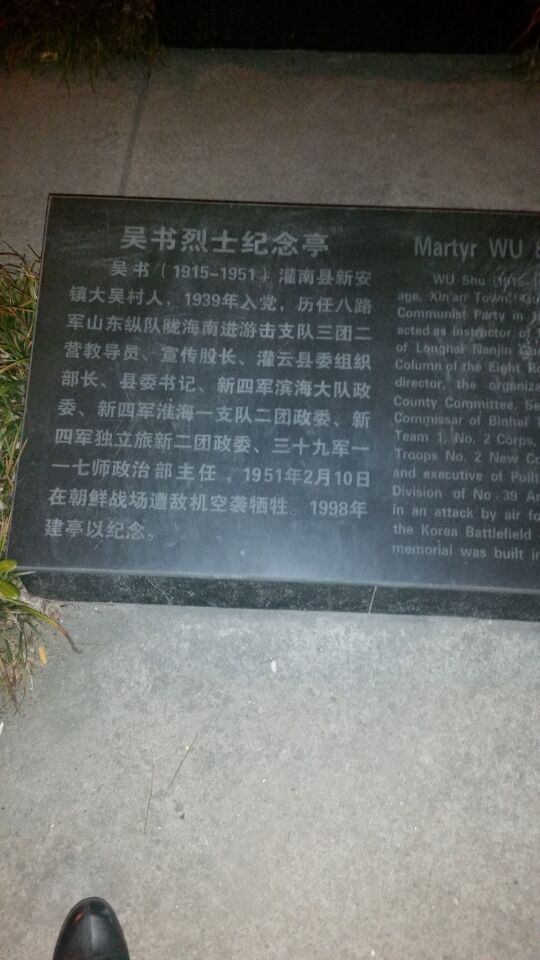 吴书烈士纪念亭
吴书（1915-1951）灌南县新安
镇大吴村人，1939年入党，历任八路
军山东纵队陇海南进游击支队三团二
营教导员、宣传股长、灌云县委组织
部长、县委书记、新四军滨海大队政
委、新四军淮海一支队二团政委、新
四军独立旅新二团政委、三十九军一
一七师政治部主任，1951年2月10日
在朝鲜战场遭敌机空袭牺牲。1998年
建亭以纪念。
Martyr WU
WU Shu (1915-
age, Xin'an Town, Gu
Communist Party in
acted as instructor of
of Longhai Nanjin Gue
Column of the Eight Ro
director, the organiza
County Committee, Se
Commissar of Binhai T
Team 1, No. 2 Corps,
Troops No. 2 New Co
and executive of Poli
Division of No. 39 Ar
in an attack by air fo
the Korea Battlefield
memorial was built in